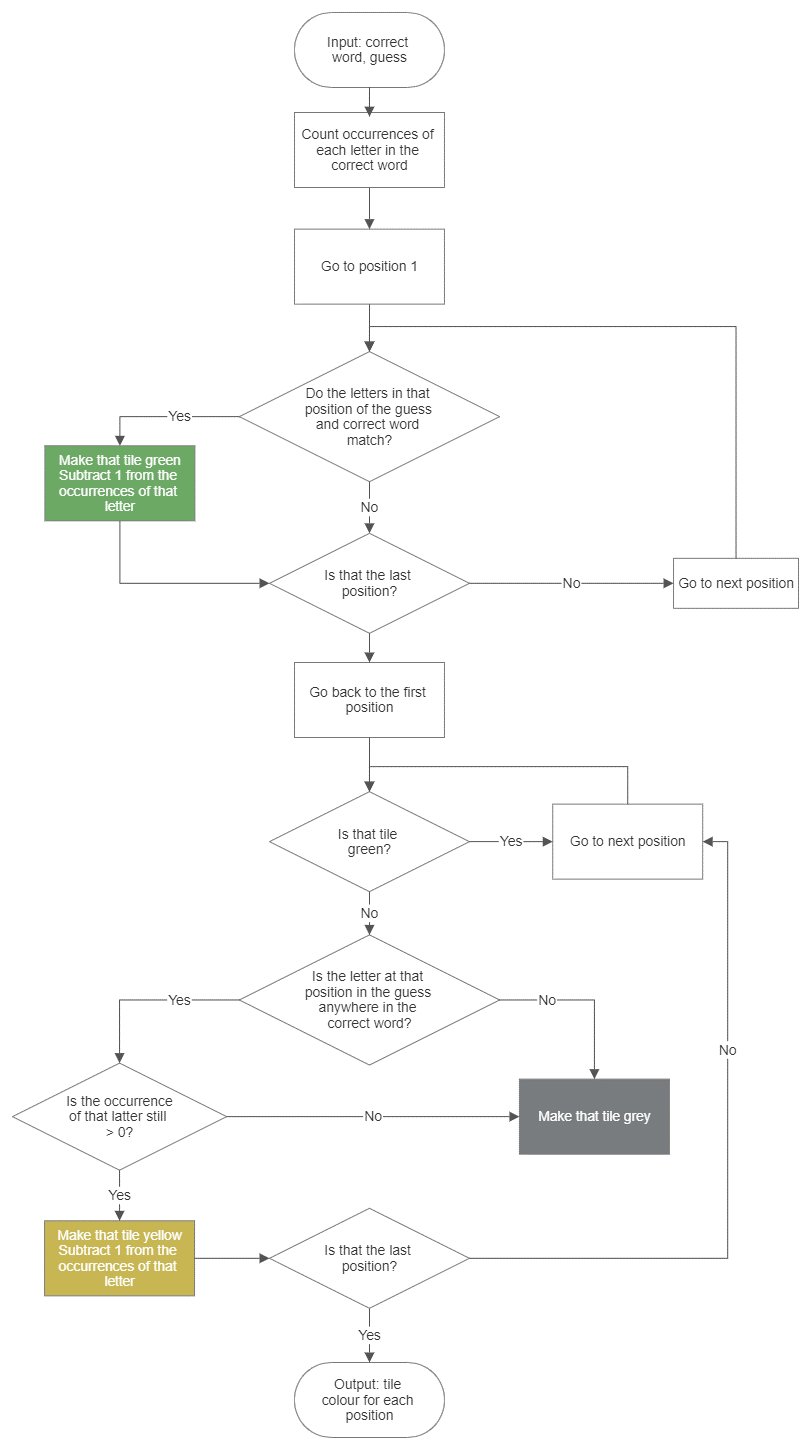 Input: correct
word, guess
Count occurrences of
each letter in the
correct word
Go to position 1
Do the letters in that
position of the guess
and correct word
match?
Yes
Make that tile green
Subtract 1 from the
occurrences of that
letter
No
Is that the last
position?
No
Go to next position
Go back to the first
position
Is that tile
green?
Yes
Go to next position
No
Is the letter at that
position in the guess
anywhere in the
correct word?
Yes
No
No
Is the occurrence
of that latter still
> 0?
No
Make that tile grey
Yes
Make that tile yellow
Subtract 1 from the
occurrences of that
letter
Is that the last
position?
Yes
Output: tile
colour for each
position